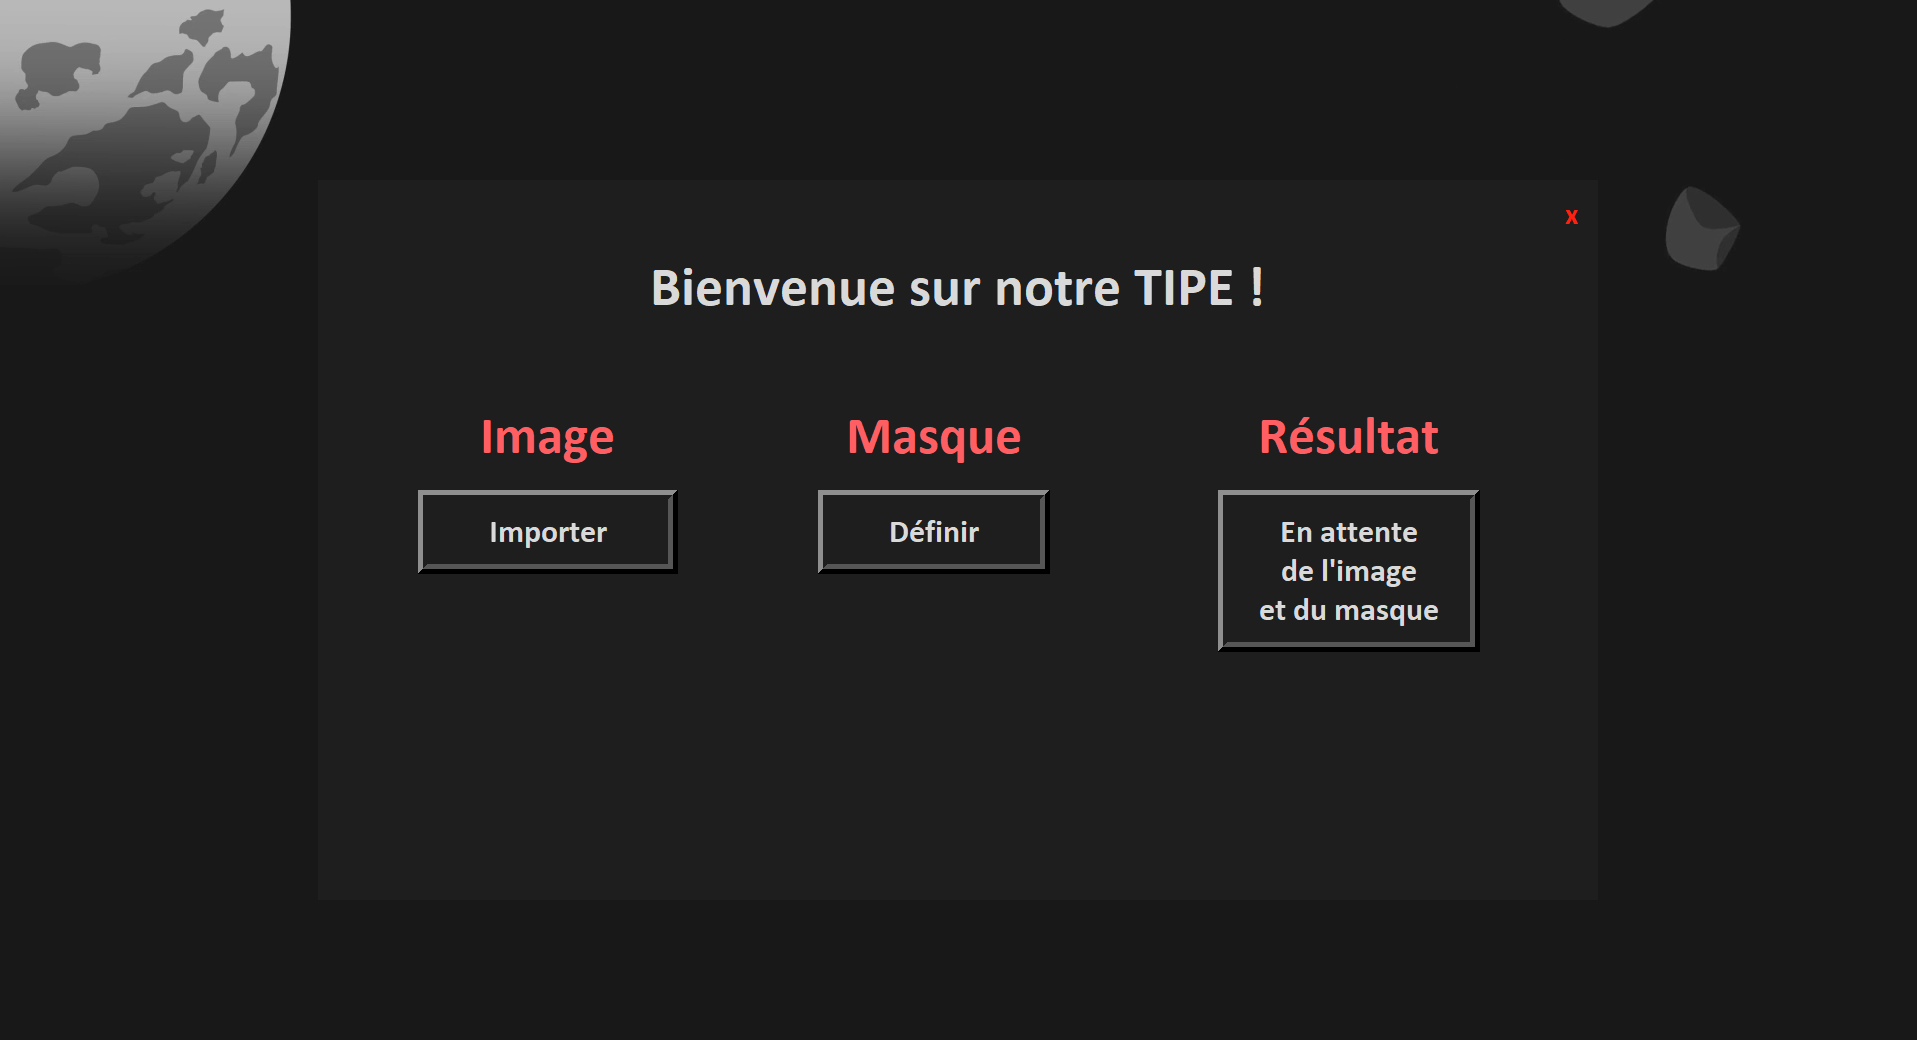 x
Bienvenue sur notre TIPE !
Image
Importer
Masque
Définir
Résultat
En attente
de l'image
et du masque